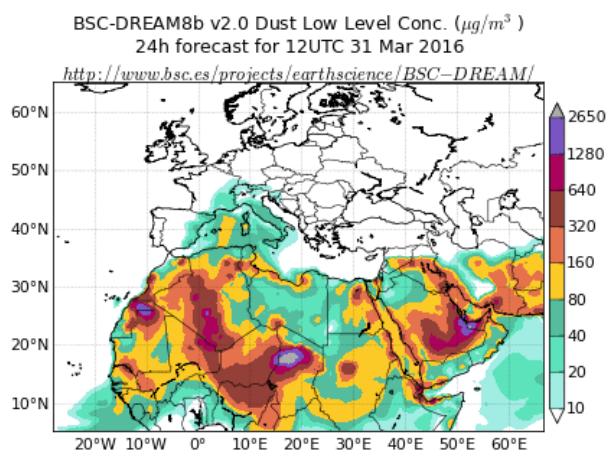 BSC-DREAM8b v2.0 Dust Low Level Conc. (μg/m³ )
24h forecast for 12UTC 31 Mar 2016
http://www.bsc.es/projects/earthscience/BSC−DREAM/
60°N
50°N
40°N
30°N
20°N
10°N
20°W 10°W 0° 10°E 20°E 30°E 40°E 50°E 60°E
2650
1280
640
320
160
80
40
20
10